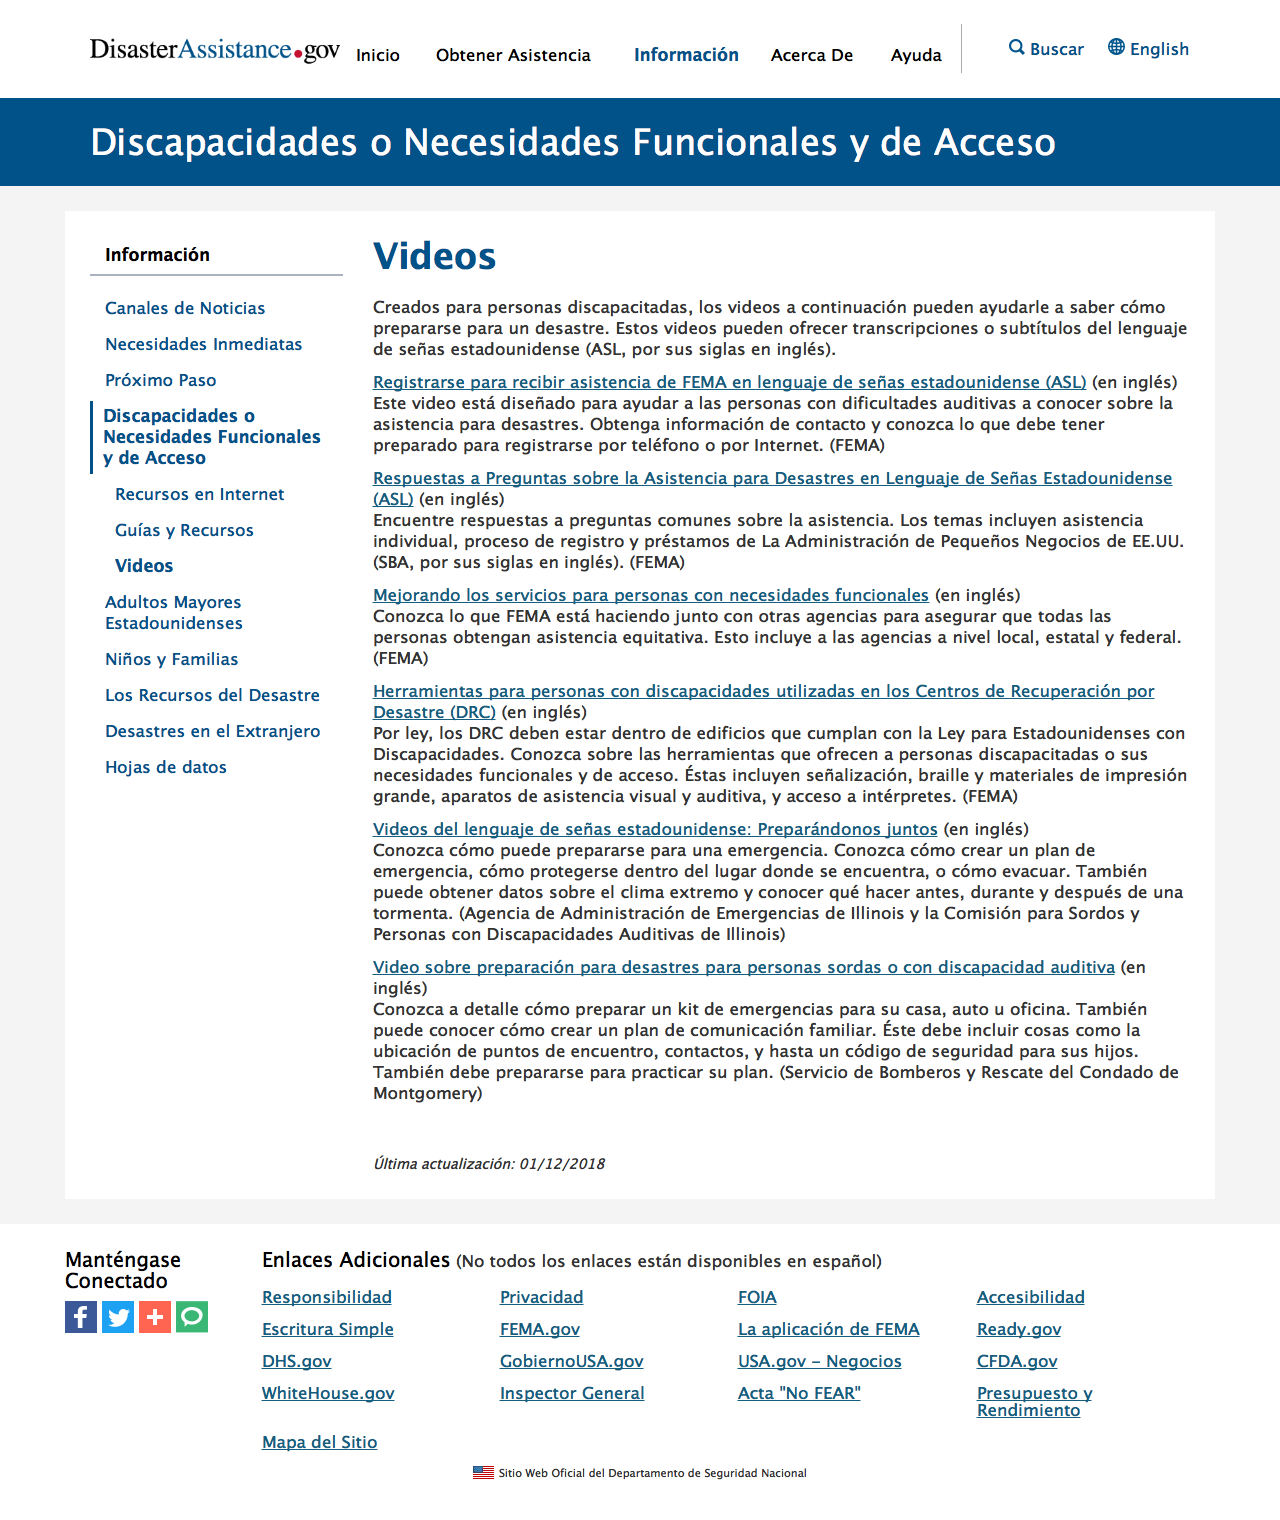 DisasterAssistance.gov
Inicio
Obtener Asistencia
Información
Acerca De
Ayuda
Buscar
English
Discapacidades o Necesidades Funcionales y de Acceso
Información
Canales de Noticias
Necesidades Inmediatas
Próximo Paso
Discapacidades o
Necesidades Funcionales
y de Acceso
Recursos en Internet
Guías y Recursos
Videos
Adultos Mayores
Estadounidenses
Niños y Familias
Los Recursos del Desastre
Desastres en el Extranjero
Hojas de datos
Videos
Creados para personas discapacitadas, los videos a continuación pueden ayudarle a saber cómo
prepararse para un desastre. Estos videos pueden ofrecer transcripciones o subtítulos del lenguaje
de señas estadounidense (ASL, por sus siglas en inglés).
Registrarse para recibir asistencia de FEMA en lenguaje de señas estadounidense (ASL) (en inglés)
Este video está diseñado para ayudar a las personas con dificultades auditivas a conocer sobre la
asistencia para desastres. Obtenga información de contacto y conozca lo que debe tener
preparado para registrarse por teléfono o por Internet. (FEMA)
Respuestas a Preguntas sobre la Asistencia para Desastres en Lenguaje de Señas Estadounidense
(ASL) (en inglés)
Encuentre respuestas a preguntas comunes sobre la asistencia. Los temas incluyen asistencia
individual, proceso de registro y préstamos de La Administración de Pequeños Negocios de EE.UU.
(SBA, por sus siglas en inglés). (FEMA)
Mejorando los servicios para personas con necesidades funcionales (en inglés)
Conozca lo que FEMA está haciendo junto con otras agencias para asegurar que todas las
personas obtengan asistencia equitativa. Esto incluye a las agencias a nivel local, estatal y federal.
(FEMA)
Herramientas para personas con discapacidades utilizadas en los Centros de Recuperación por
Desastre (DRC) (en inglés)
Por ley, los DRC deben estar dentro de edificios que cumplan con la Ley para Estadounidenses con
Discapacidades. Conozca sobre las herramientas que ofrecen a personas discapacitadas o sus
necesidades funcionales y de acceso. Éstas incluyen señalización, braille y materiales de impresión
grande, aparatos de asistencia visual y auditiva, y acceso a intérpretes. (FEMA)
Videos del lenguaje de señas estadounidense: Preparándonos juntos (en inglés)
Conozca cómo puede prepararse para una emergencia. Conozca cómo crear un plan de
emergencia, cómo protegerse dentro del lugar donde se encuentra, o cómo evacuar. También
puede obtener datos sobre el clima extremo y conocer qué hacer antes, durante y después de una
tormenta. (Agencia de Administración de Emergencias de Illinois y la Comisión para Sordos y
Personas con Discapacidades Auditivas de Illinois)
Video sobre preparación para desastres para personas sordas o con discapacidad auditiva (en
inglés)
Conozca a detalle cómo preparar un kit de emergencias para su casa, auto u oficina. También
puede conocer cómo crear un plan de comunicación familiar. Éste debe incluir cosas como la
ubicación de puntos de encuentro, contactos, y hasta un código de seguridad para sus hijos.
También debe prepararse para practicar su plan. (Servicio de Bomberos y Rescate del Condado de
Montgomery)
Última actualización: 01/12/2018
Manténgase
Conectado
Enlaces Adicionales (No todos los enlaces están disponibles en español)
Responsibilidad
Privacidad
FOIA
Accesibilidad
Escritura Simple
FEMA.gov
La aplicación de FEMA
Ready.gov
DHS.gov
GobiernoUSA.gov
USA.gov – Negocios
CFDA.gov
WhiteHouse.gov
Inspector General
Acta "No FEAR"
Presupuesto y
Rendimiento
Mapa del Sitio
Sitio Web Oficial del Departamento de Seguridad Nacional